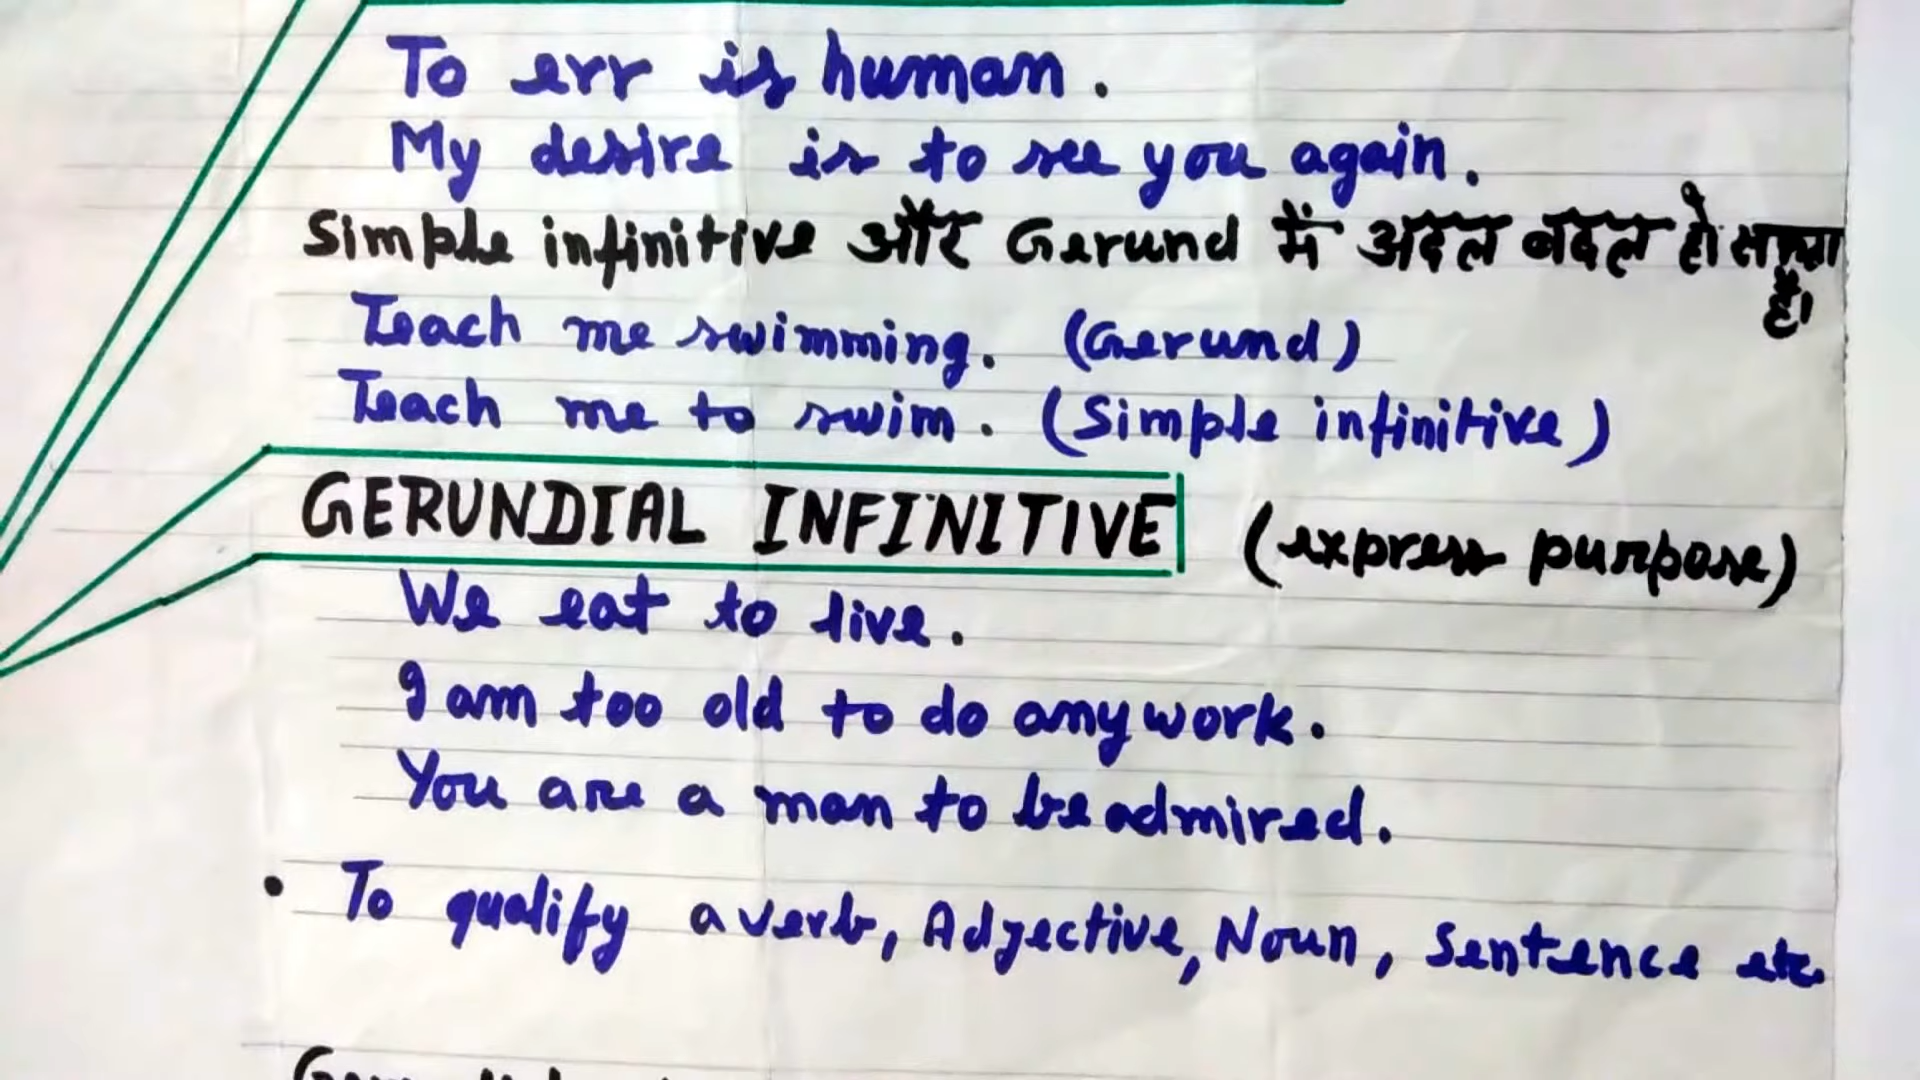 To err is human.
My desire is to see you again.
Simple infinitive और Gerund में अदल बदल हो सकता
है।
Teach me swimming. (Gerund)
Teach me to swim. (Simple infinitive)
GERUNDIAL INFINITIVE (express purpose)
We eat to live.
I am too old to do any work.
You are a man to be admired.
• To qualify a verb, Adjective, Noun, Sentence etc